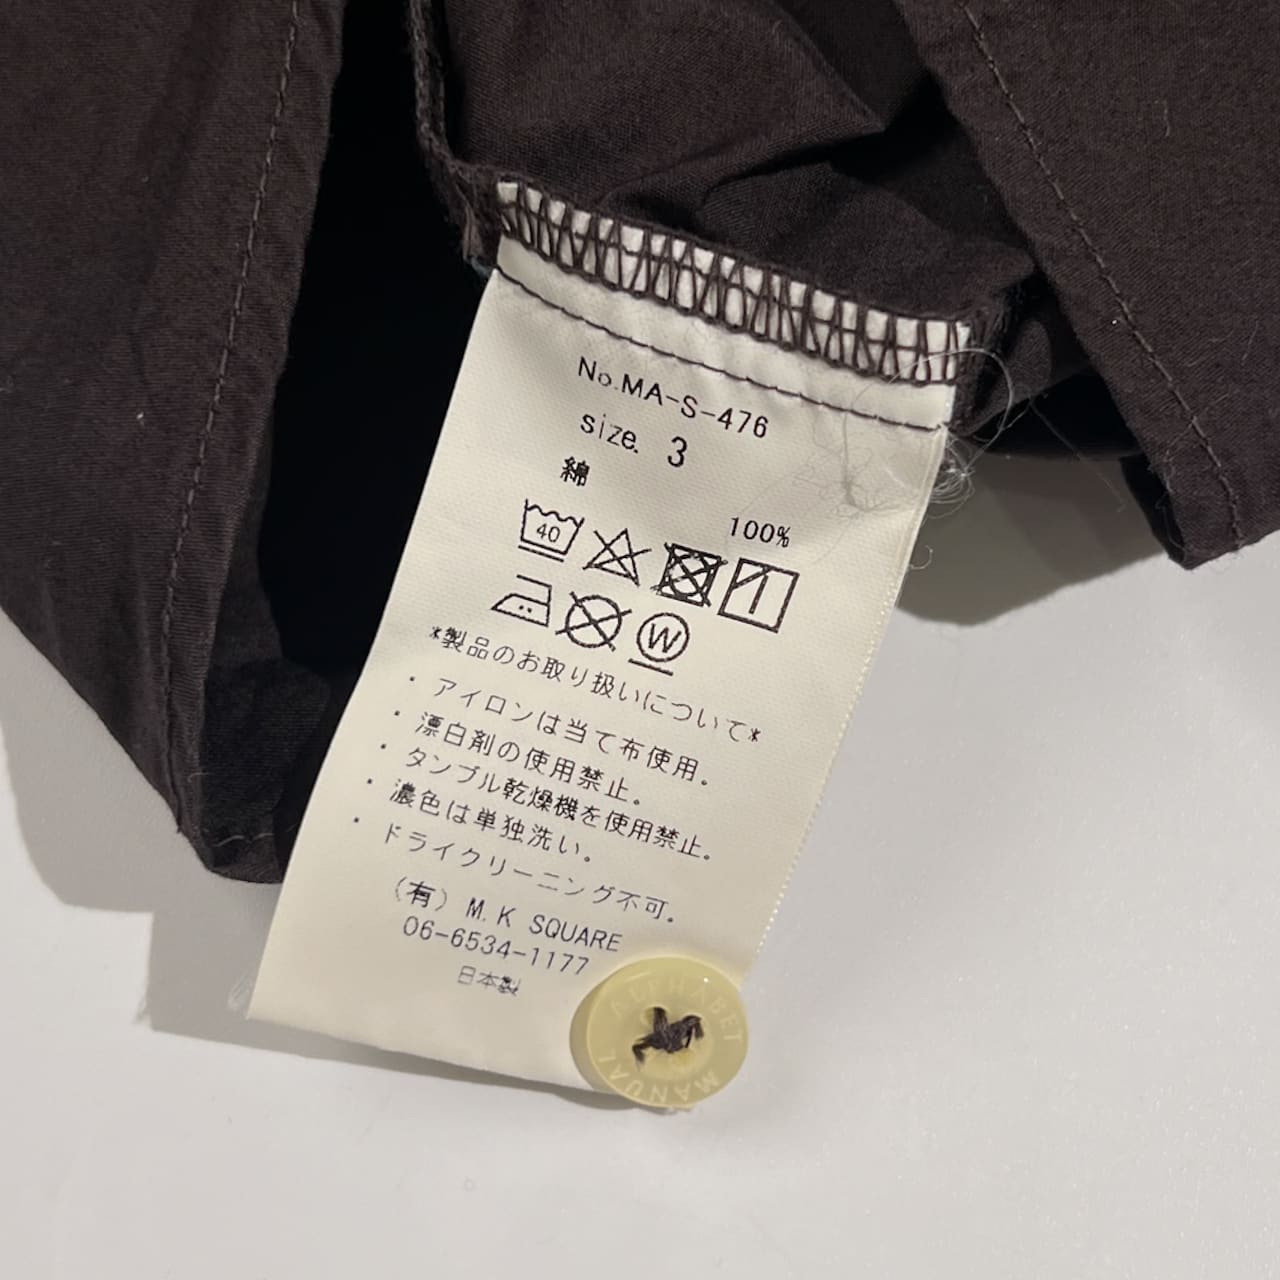 No.MA-S-476
size. 3
綿
100%
40
W
*製品のお取り扱いについて*
・アイロンは当て布使用。
・漂白剤の使用禁止。
・タンブル乾燥機を使用禁止。
・濃色は単独洗い。
・ドライクリーニング不可。
(有) M.K SQUARE
06-6534-1177
日本製
MANUAL ALPHABET